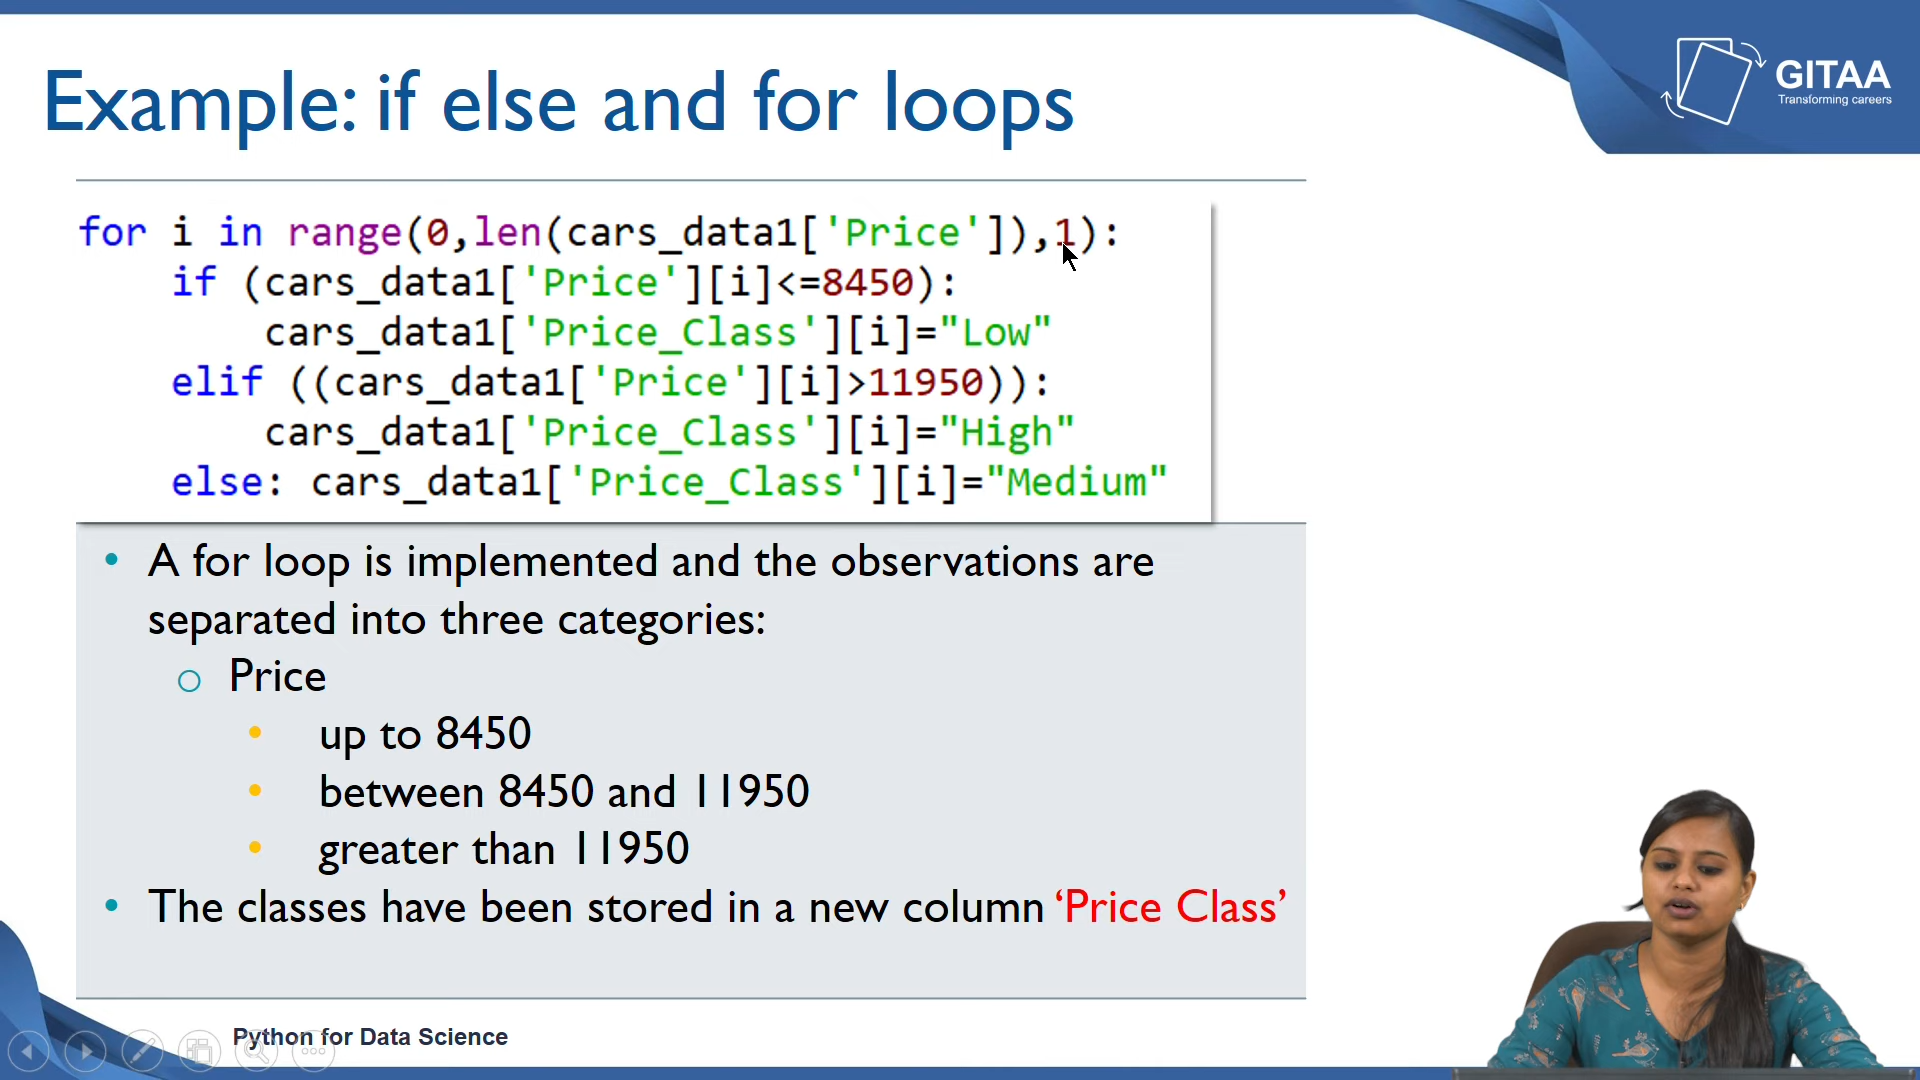 GITAA
Transforming careers
Example: if else and for loops
for i in range(0,len(cars_data1['Price']),1):
    if (cars_data1['Price'][i]<=8450):
        cars_data1['Price_Class'][i]="Low"
    elif ((cars_data1['Price'][i]>11950)):
        cars_data1['Price_Class'][i]="High"
    else: cars_data1['Price_Class'][i]="Medium"
• A for loop is implemented and the observations are
separated into three categories:
o Price
• up to 8450
• between 8450 and 11950
• greater than 11950
• The classes have been stored in a new column ‘Price Class’
Python for Data Science